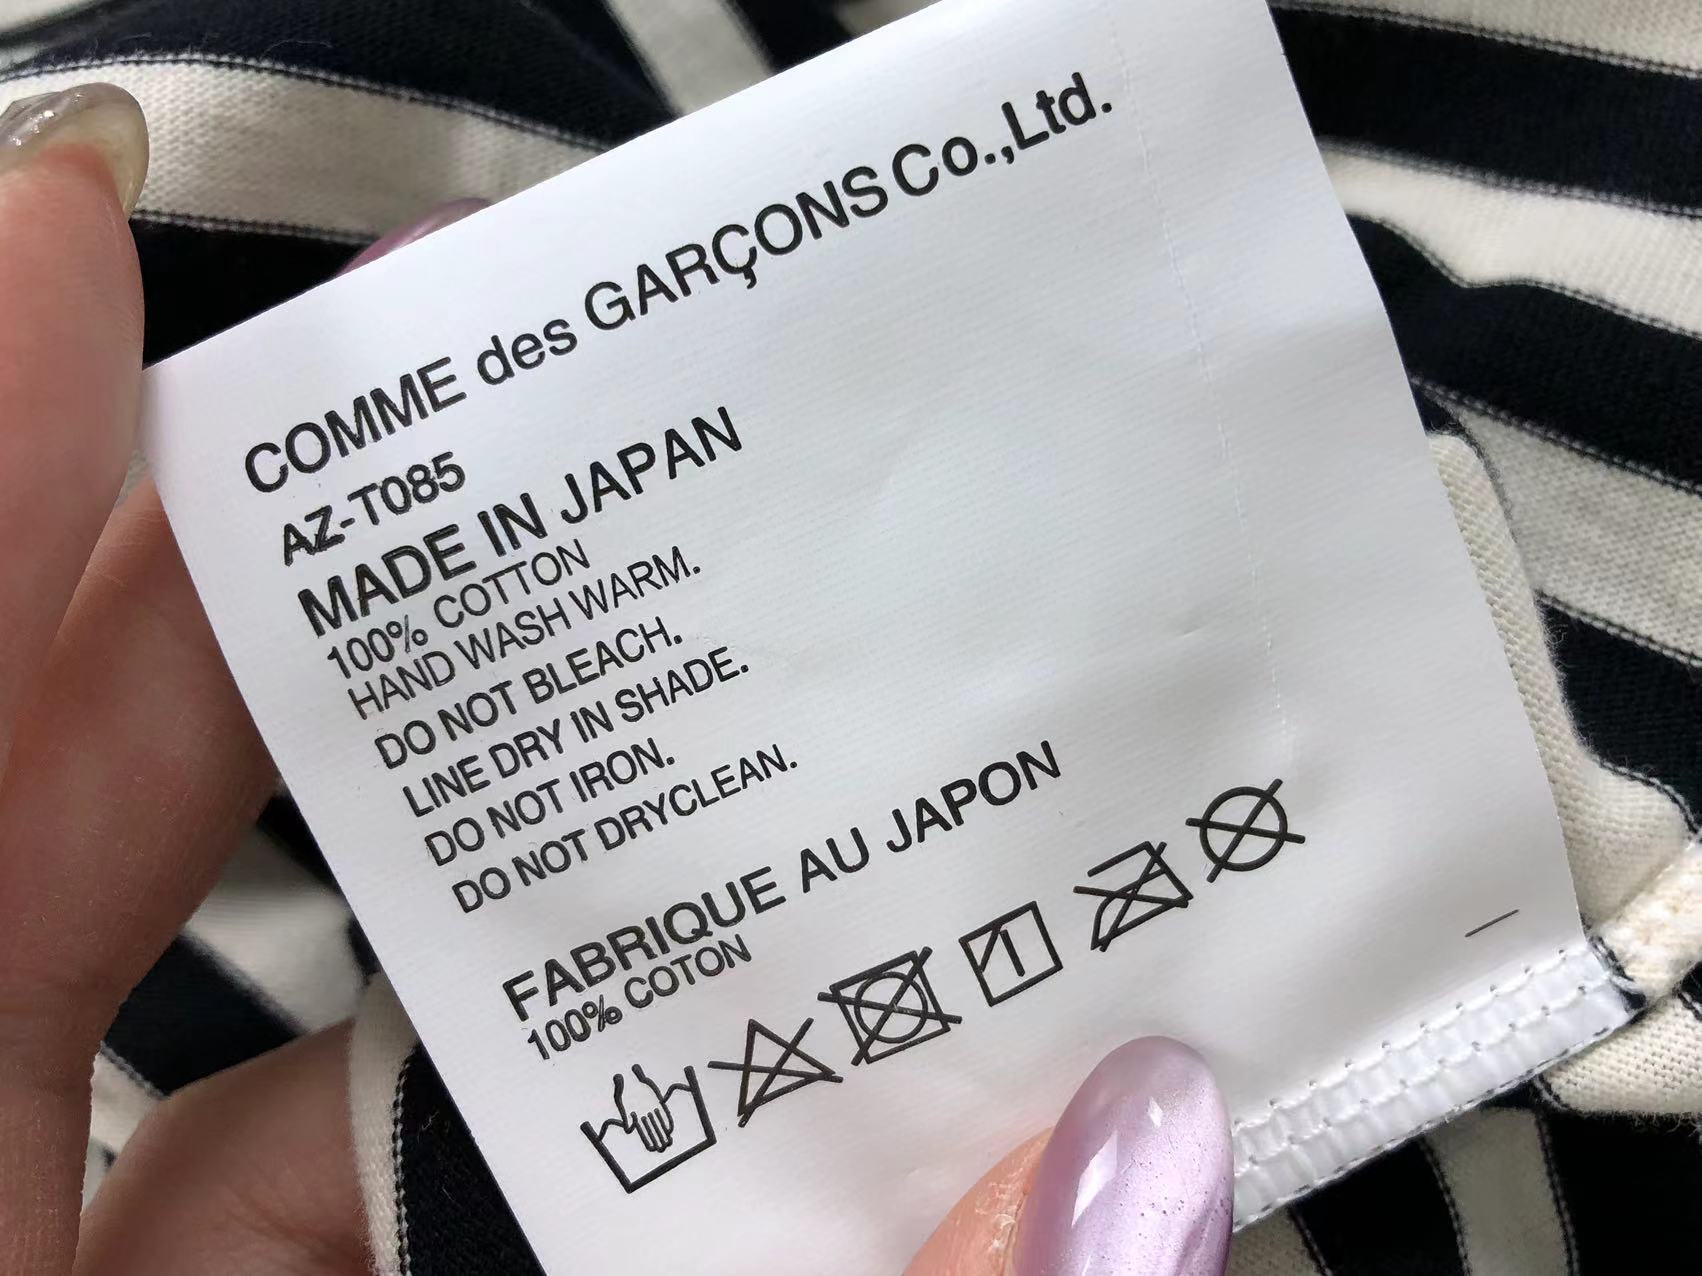 COMME des GARÇONS Co.,Ltd.
AZ-T085
MADE IN JAPAN
100% COTTON
HAND WASH WARM.
DO NOT BLEACH.
LINE DRY IN SHADE.
DO NOT IRON.
DO NOT DRYCLEAN.
FABRIQUE AU JAPON
100% COTON